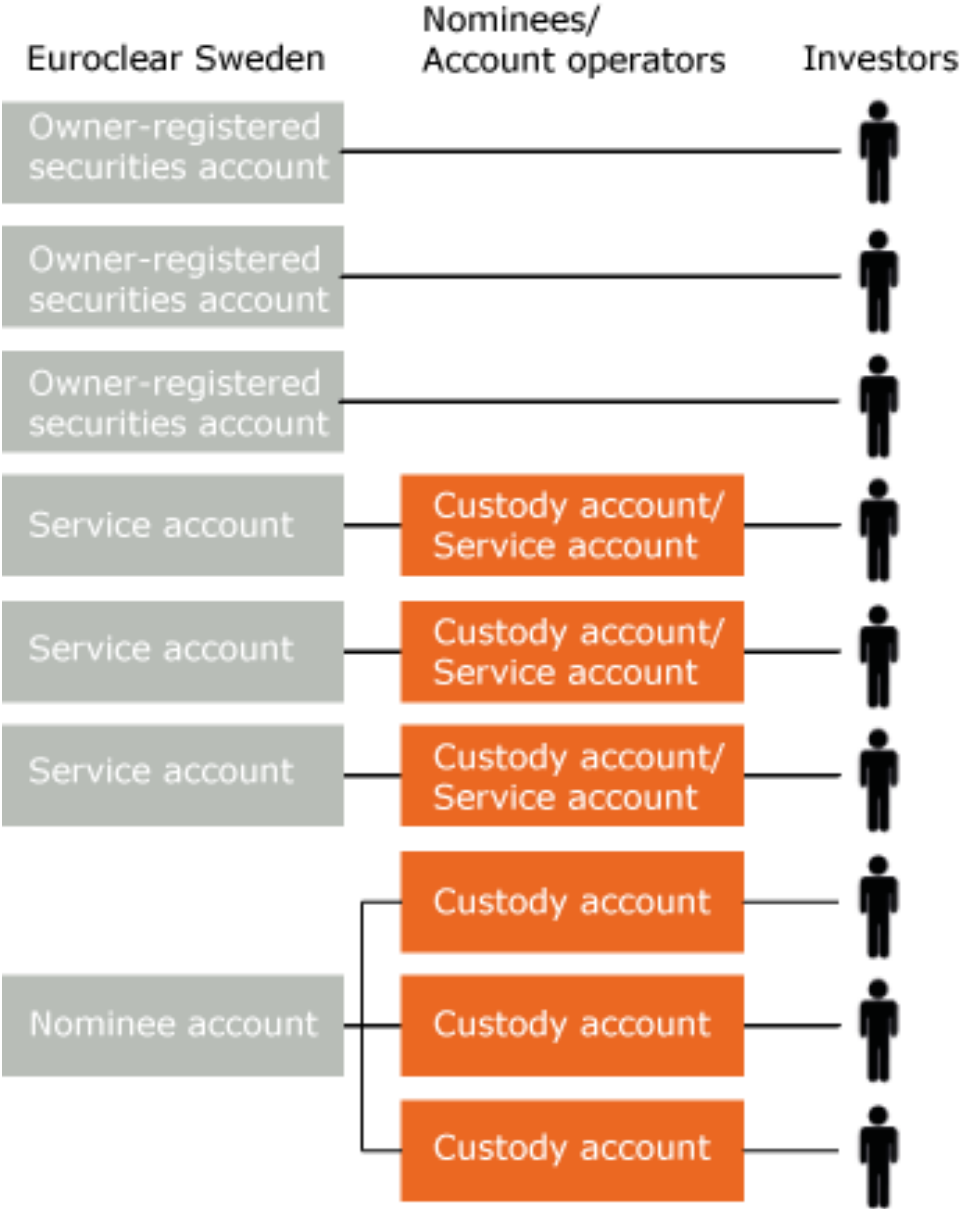 Euroclear Sweden
Nominees/
Account operators
Investors
Owner-registered
securities account
Owner-registered
securities account
Owner-registered
securities account
Service account
Custody account/
Service account
Service account
Custody account/
Service account
Service account
Custody account/
Service account
Custody account
Nominee account
Custody account
Custody account